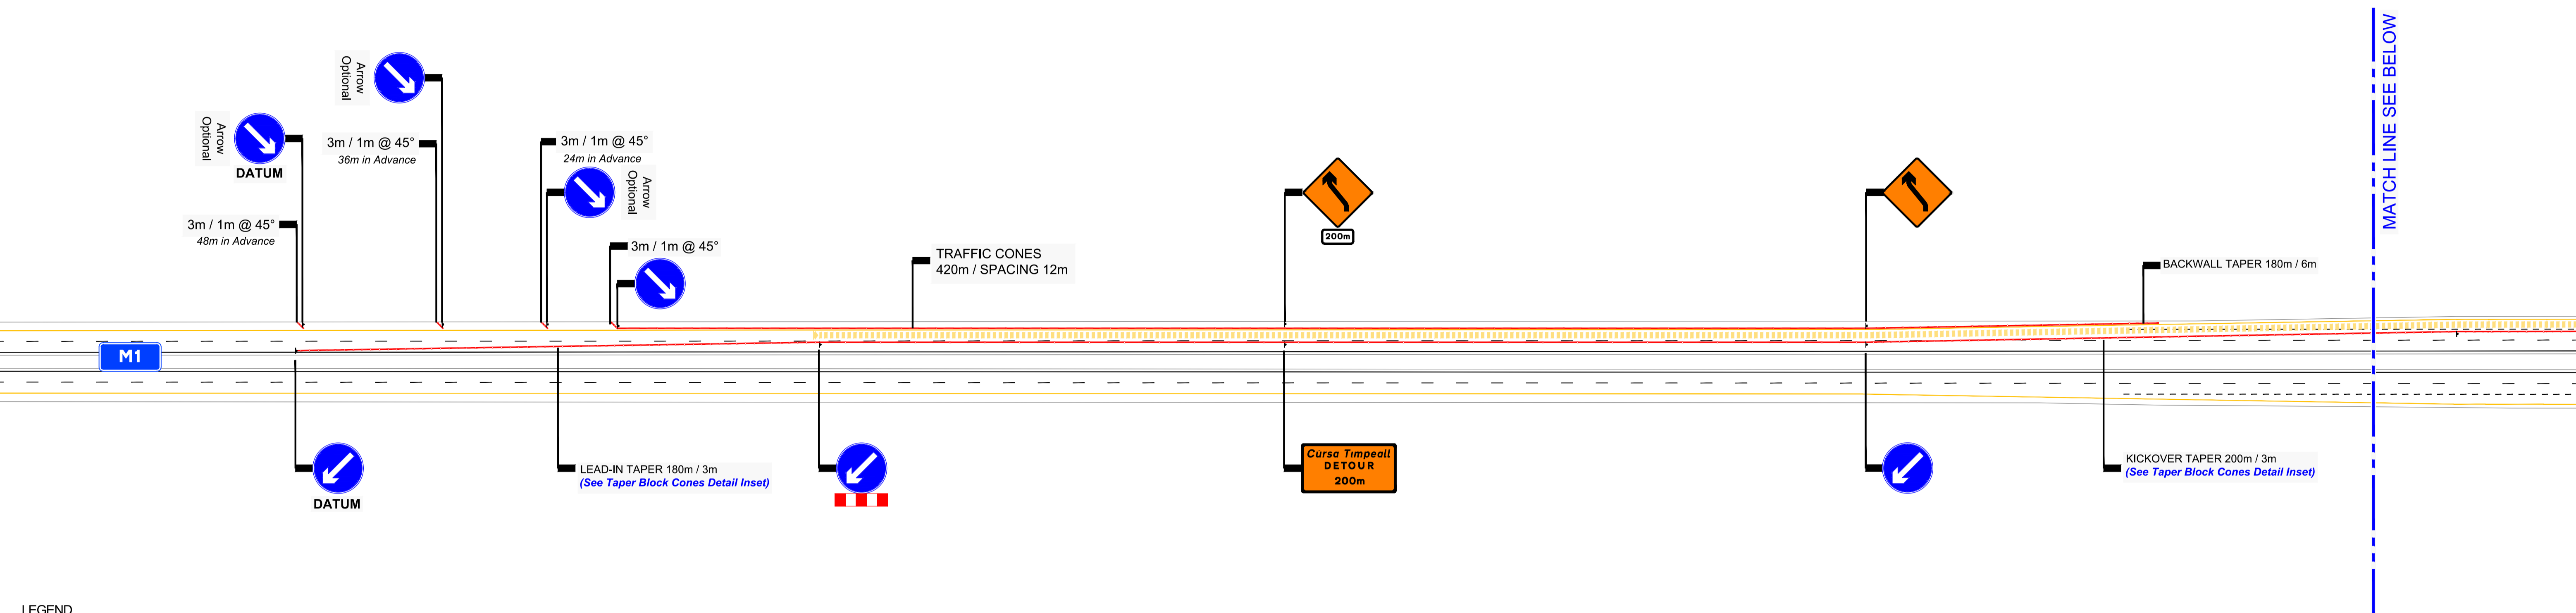 MATCH LINE SEE BELOW
Arrow
Optional
Arrow
Optional
DATUM
3m / 1m @ 45°
36m in Advance
3m / 1m @ 45°
24m in Advance
Arrow
Optional
3m / 1m @ 45°
48m in Advance
3m / 1m @ 45°
200m
TRAFFIC CONES
420m / SPACING 12m
BACKWALL TAPER 180m / 6m
M1
DATUM
LEAD-IN TAPER 180m / 3m
(See Taper Block Cones Detail Inset)
Cursa Tımpeall
DETOUR
200m
KICKOVER TAPER 200m / 3m
(See Taper Block Cones Detail Inset)
LEGEND